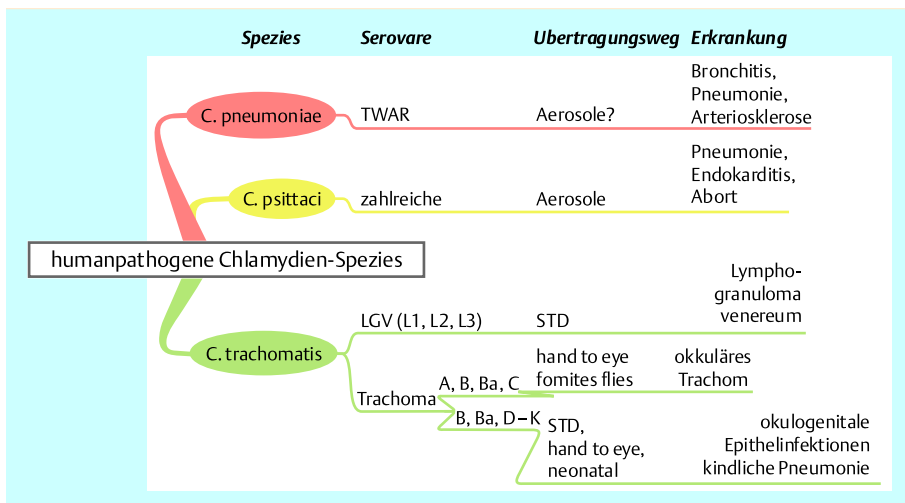 Spezies Serovare Ubertragungsweg Erkrankung
C. pneumoniae TWAR Aerosole? Bronchitis,
Pneumonie,
Arteriosklerose
C. psittaci zahlreiche Aerosole Pneumonie,
Endokarditis,
Abort
humanpathogene Chlamydien-Spezies
C. trachomatis
LGV (L1, L2, L3) STD Lympho-
granuloma
venereum
Trachoma
A, B, Ba, C hand to eye
fomites flies
okkuläres
Trachom
B, Ba, D–K STD,
hand to eye,
neonatal
okulogenitale
Epithelinfektionen
kindliche Pneumonie